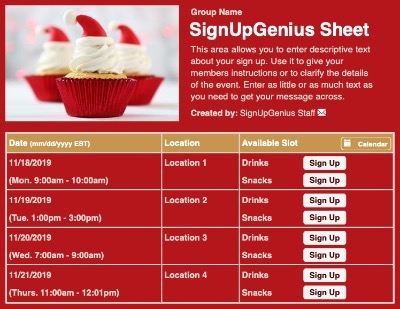 Group Name
SignUpGenius Sheet
This area allows you to enter descriptive text
about your sign up. Use it to give your
members instructions or to clarify the details
of the event. Enter as little or as much text as
you need to get your message across.
Created by: SignUpGenius Staff
Date (mm/dd/yyyy EST) Location Available Slot Calendar
11/18/2019 Location 1 Drinks Sign Up
(Mon. 9:00am - 10:00am) Snacks Sign Up
11/19/2019 Location 2 Drinks Sign Up
(Tue. 1:00pm - 3:00pm) Snacks Sign Up
11/20/2019 Location 3 Drinks Sign Up
(Wed. 7:00am - 9:00am) Snacks Sign Up
11/21/2019 Location 4 Drinks Sign Up
(Thurs. 11:00am - 12:01pm) Snacks Sign Up